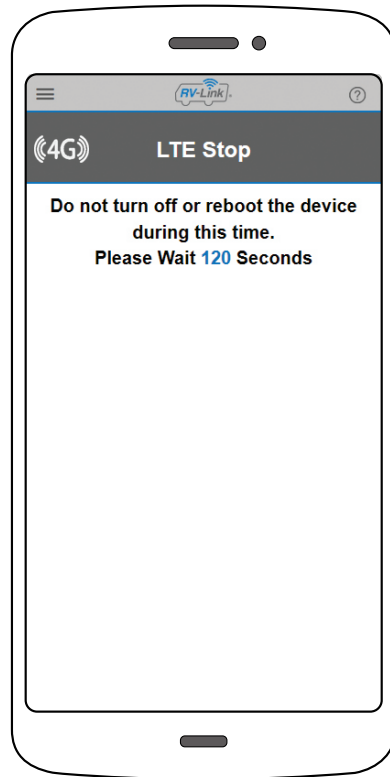 RV-Link
?
((4G)) LTE Stop
Do not turn off or reboot the device
during this time.
Please Wait 120 Seconds